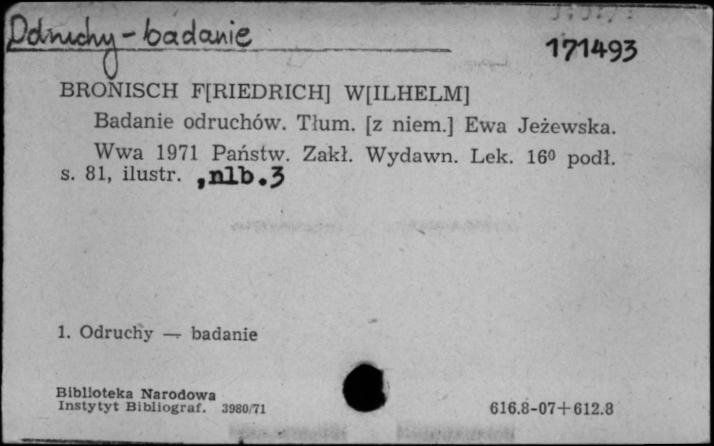 Odruchy - badanie
171493
BRONISCH F[RIEDRICH] W[ILHELM]
Badanie odruchów. Tłum. [z niem.] Ewa Jeżewska.
Wwa 1971 Państw. Zakł. Wydawn. Lek. 16⁰ podł.
s. 81, ilustr. , nlb. 3
1. Odruchy — badanie
Biblioteka Narodowa
Instytyt Bibliograf. 3980/71
616.8-07+612.8